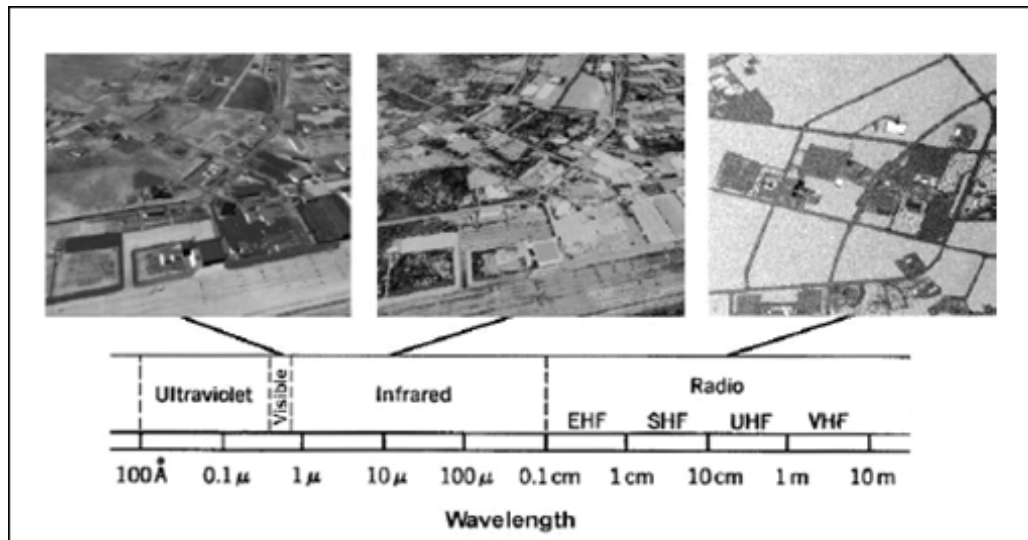 Ultraviolet Visible Infrared Radio
EHF SHF UHF VHF
100Å 0.1μ 1μ 10μ 100μ 0.1cm 1cm 10cm 1m 10m
Wavelength